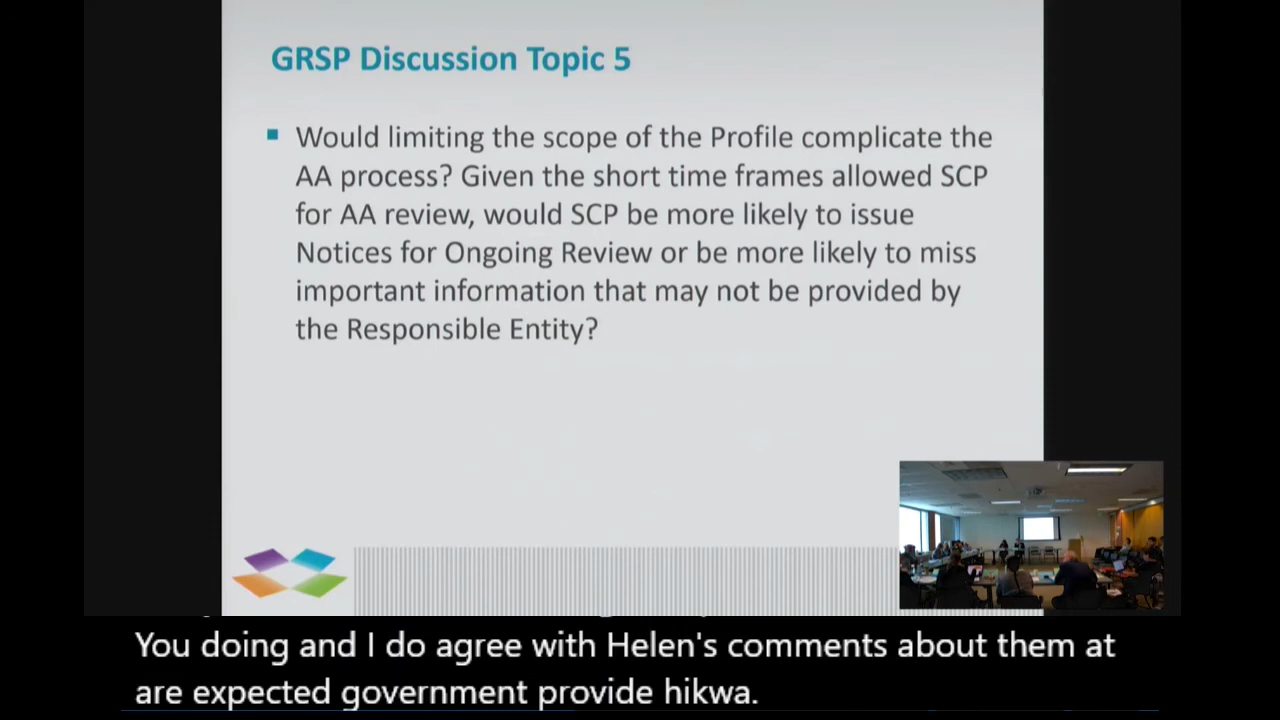 GRSP Discussion Topic 5
Would limiting the scope of the Profile complicate the
AA process? Given the short time frames allowed SCP
for AA review, would SCP be more likely to issue
Notices for Ongoing Review or be more likely to miss
important information that may not be provided by
the Responsible Entity?
You doing and I do agree with Helen's comments about them at
are expected government provide hikwa.